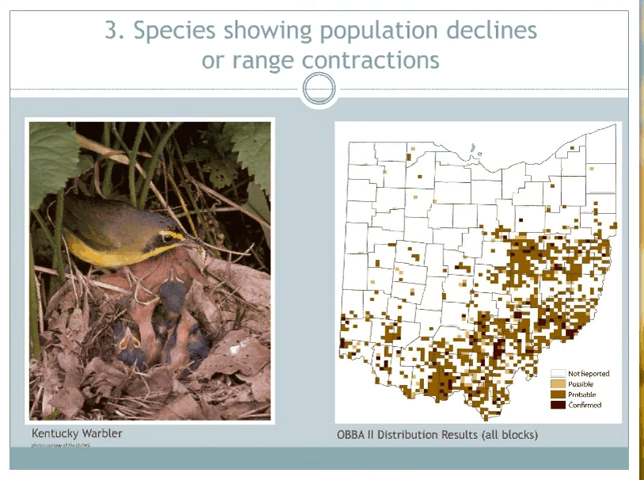 3. Species showing population declines
or range contractions
Not Reported
Possible
Probable
Confirmed
Kentucky Warbler
OBBA II Distribution Results (all blocks)